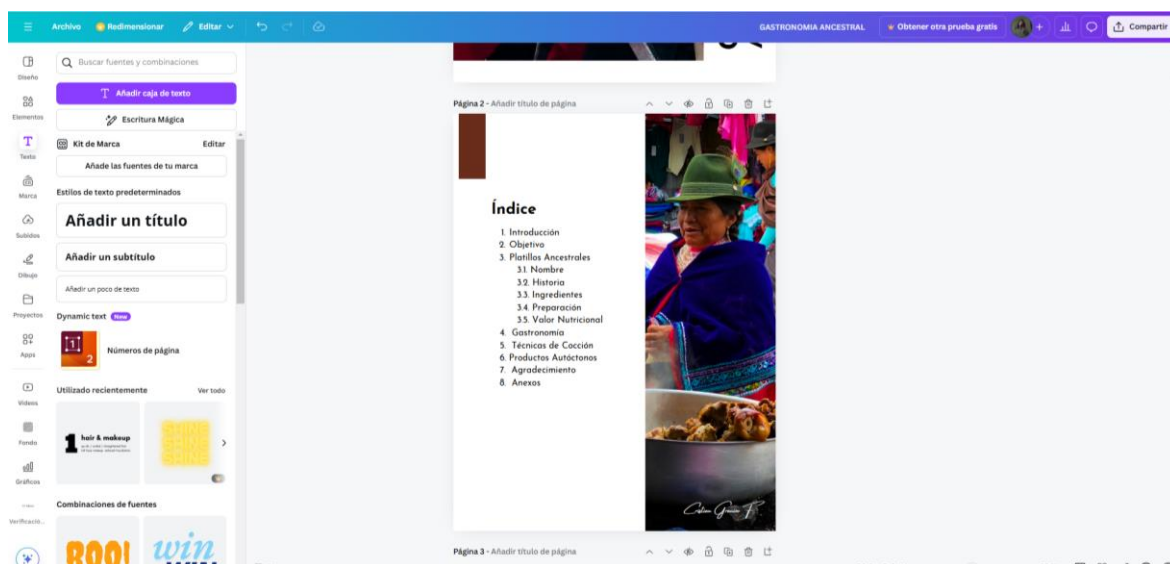 Archivo Redimensionar Editar GASTRONOMIA ANCESTRAL Obtener otra prueba gratis Compartir
Diseño
Elementos
Texto
Marca
Subidos
Dibujo
Proyectos
Apps
Vídeos
Fondo
Gráficos
Buscar fuentes y combinaciones
Añadir caja de texto
Escritura Mágica
Kit de Marca Editar
Añade las fuentes de tu marca
Estilos de texto predeterminados
Añadir un título
Añadir un subtítulo
Añadir un poco de texto
Dynamic text New
Números de página
Utilizado recientemente Ver todo
1 hair & makeup
Combinaciones de fuentes
BOO!
win
Página 2 - Añadir título de página
Índice
1. Introducción
2. Objetivo
3. Platillos Ancestrales
3.1. Nombre
3.2. Historia
3.3. Ingredientes
3.4. Preparación
3.5. Valor Nutricional
4. Gastronomía
5. Técnicas de Cocción
6. Productos Autóctonos
7. Agradecimiento
8. Anexos
Página 3 - Añadir título de página